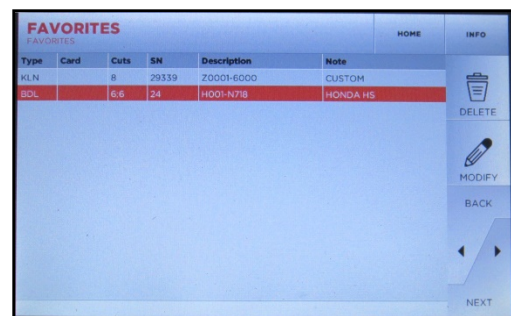 FAVORITES
FAVORITES
HOME
INFO
Type Card Cuts SN Description Note
KLN 8 29339 Z0001-6000 CUSTOM
BDL 6:6 24 H001-N718 HONDA HS
DELETE
MODIFY
BACK
NEXT